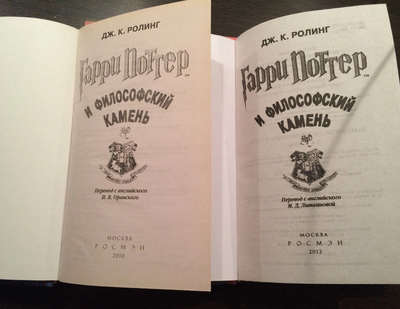 ДЖ. К. РОЛИНГ
Гарри Поттер
И ФИЛОСОФСКИЙ
КАМЕНЬ
Перевод с английского
И. В. Оранского
МОСКВА
РОСМЭН
2010
ДЖ. К. РОЛИНГ
Гарри Поттер
И ФИЛОСОФСКИЙ
КАМЕНЬ
Перевод с английского
М. Д. Литвиновой
МОСКВА
РОСМЭН
2012